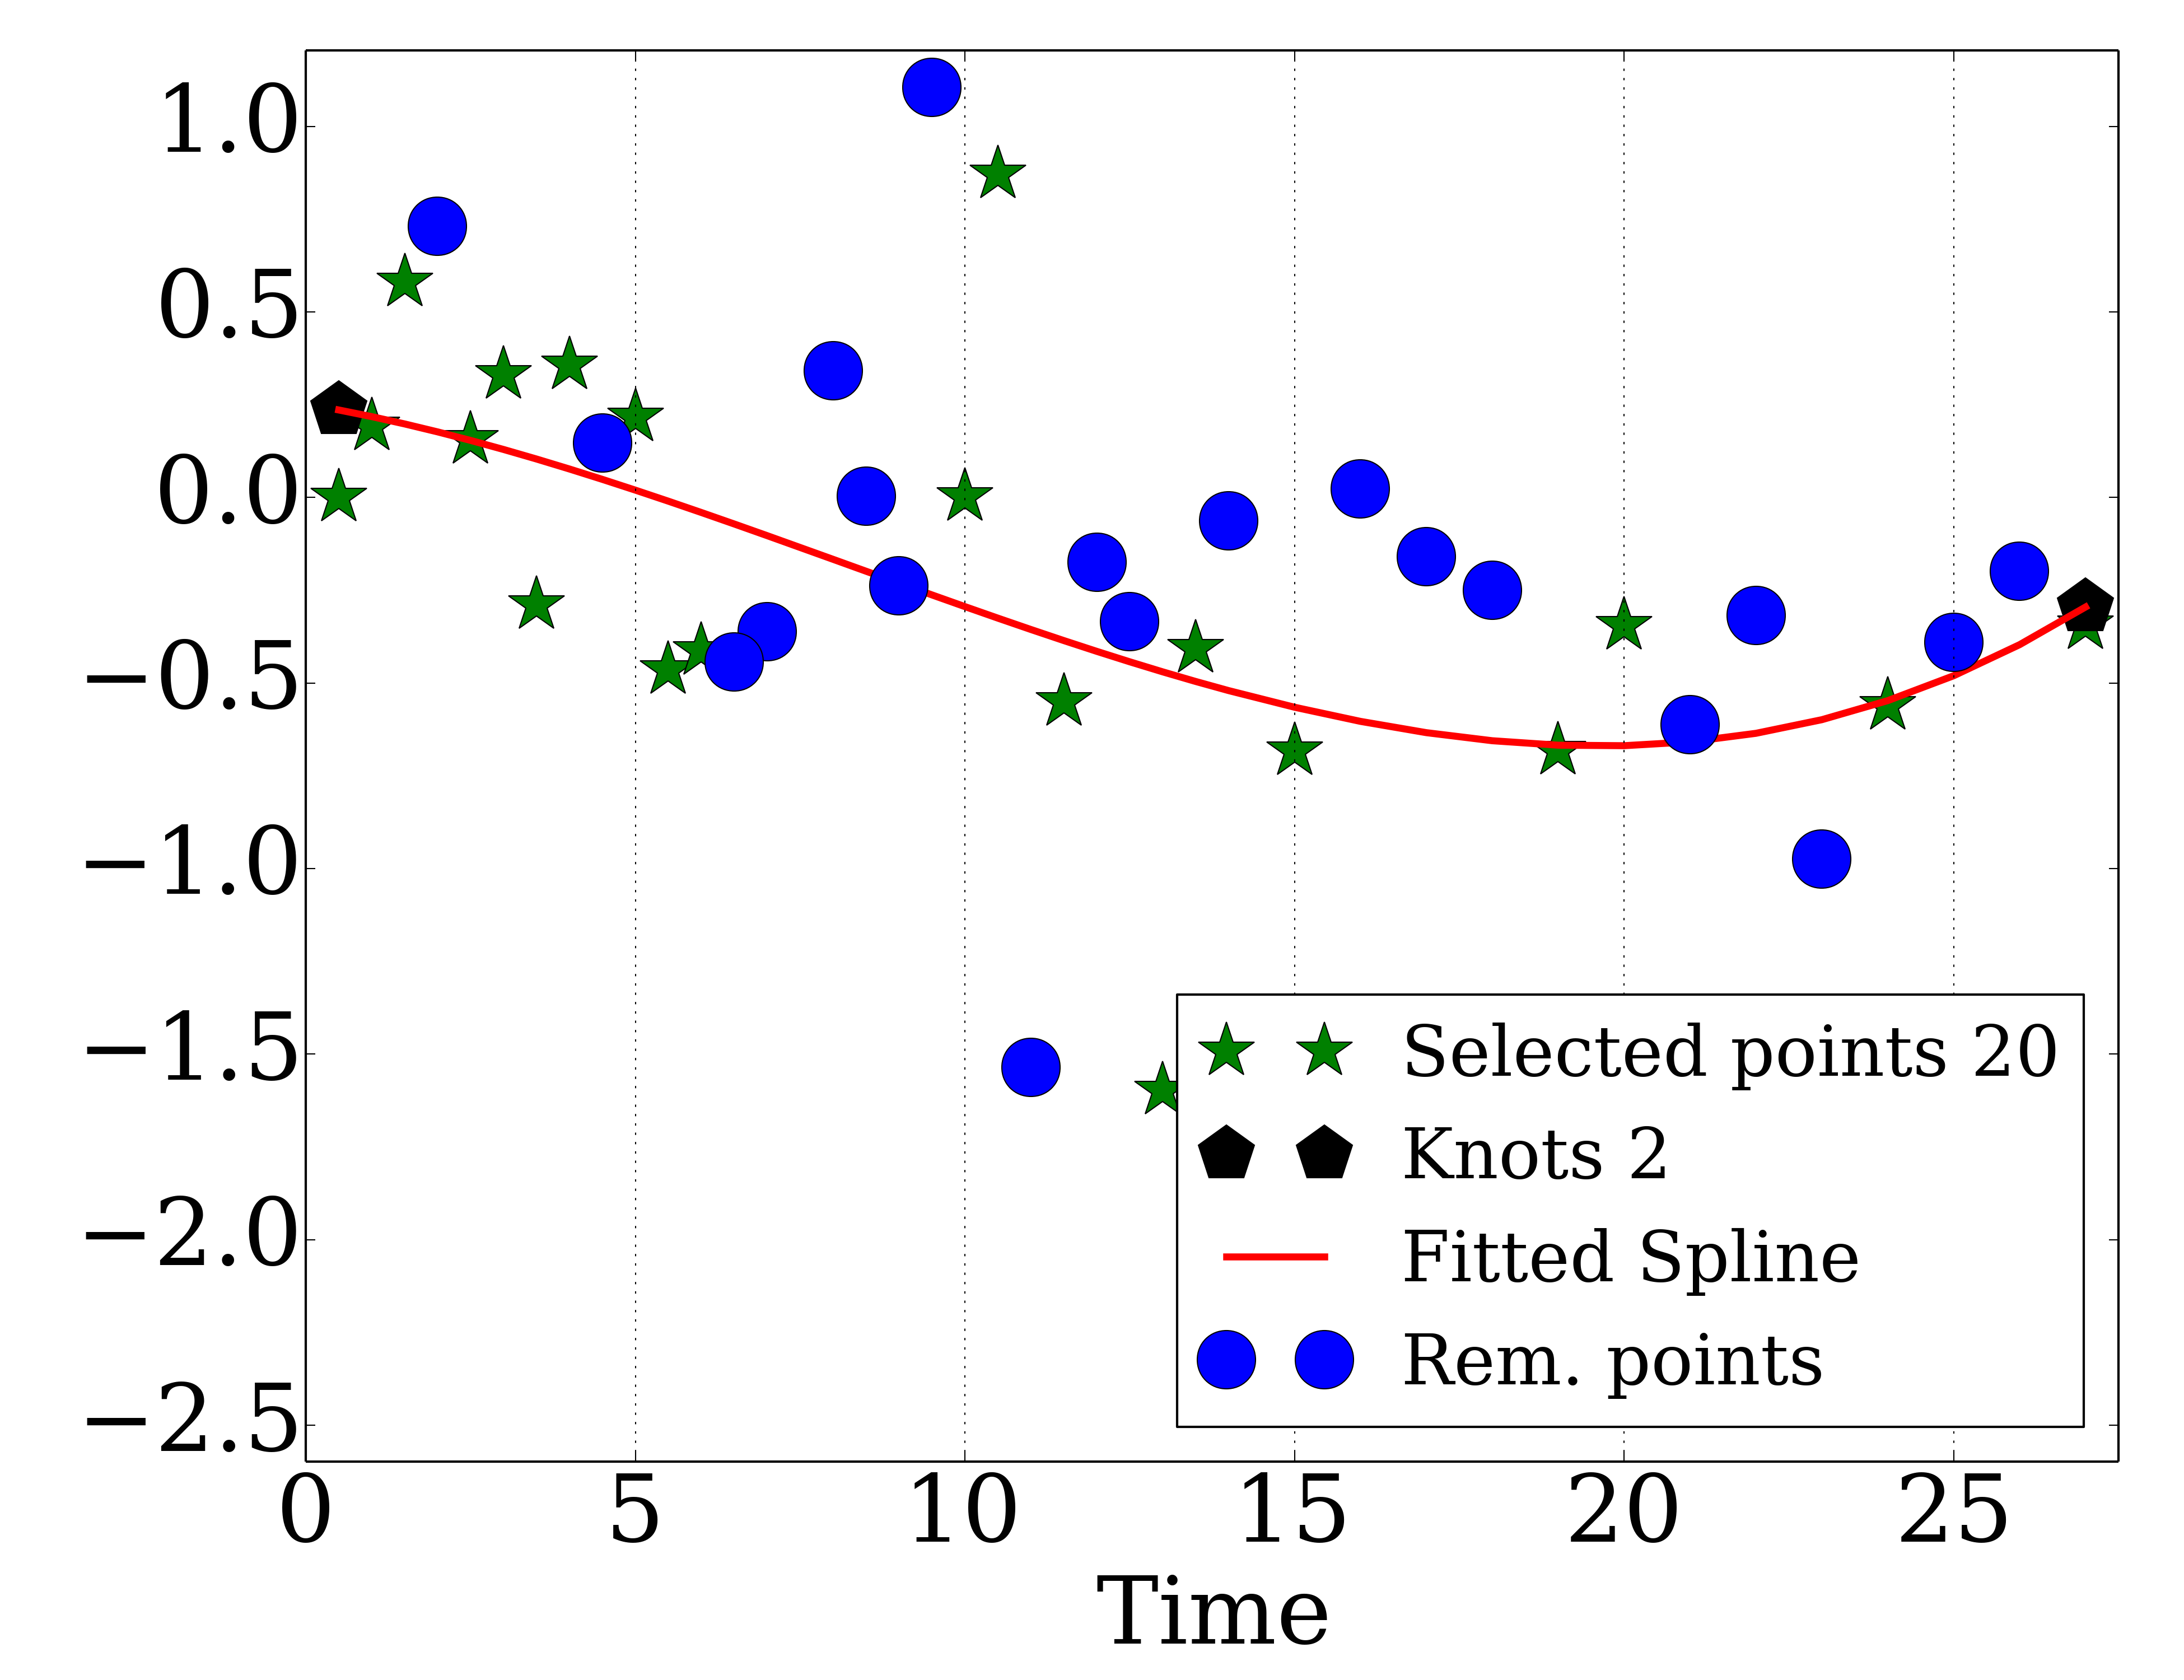 1.0
0.5
0.0
−0.5
−1.0
−1.5
−2.0
−2.5
Selected points 20
Knots 2
Fitted Spline
Rem. points
0 5 10 15 20 25
Time